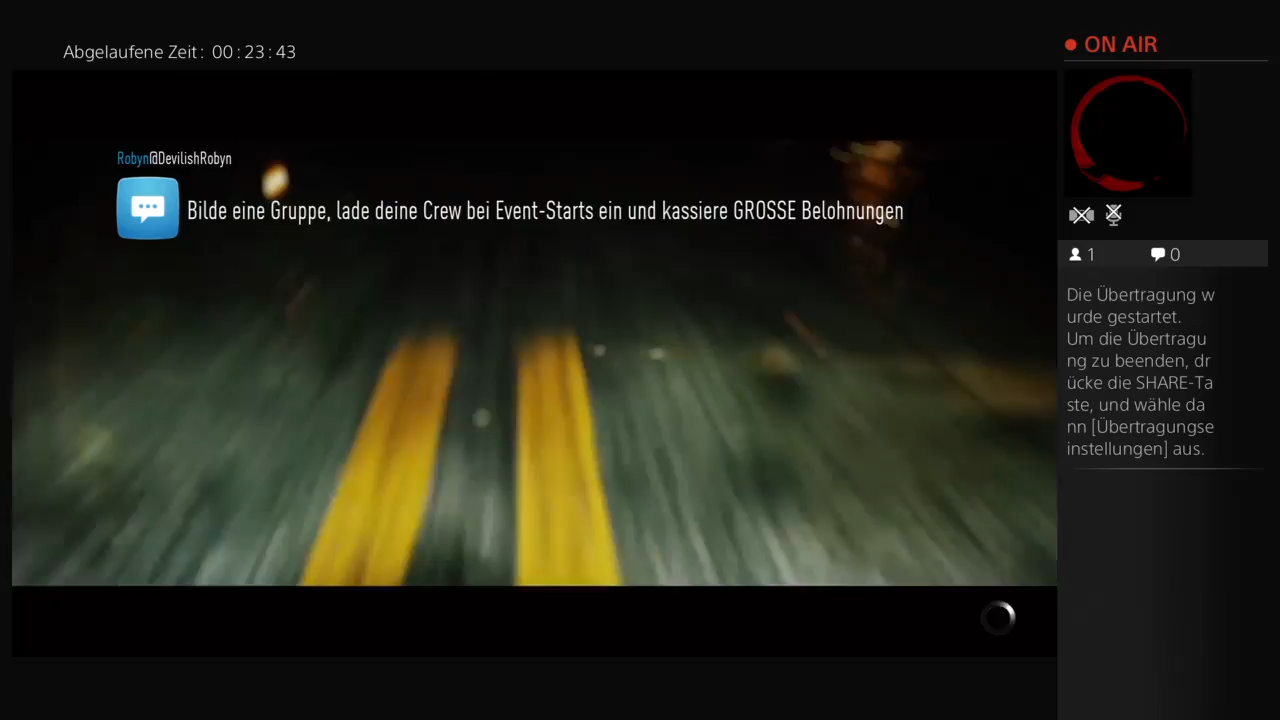 Abgelaufene Zeit: 00:23:43
ON AIR
Robyn@DevilishRobyn
Bilde eine Gruppe, lade deine Crew bei Event-Starts ein und kassiere GROSSE Belohnungen
1 0
Die Übertragung w
urde gestartet.
Um die Übertragu
ng zu beenden, dr
ücke die SHARE-Ta
ste, und wähle da
nn [Übertragungse
instellungen] aus.